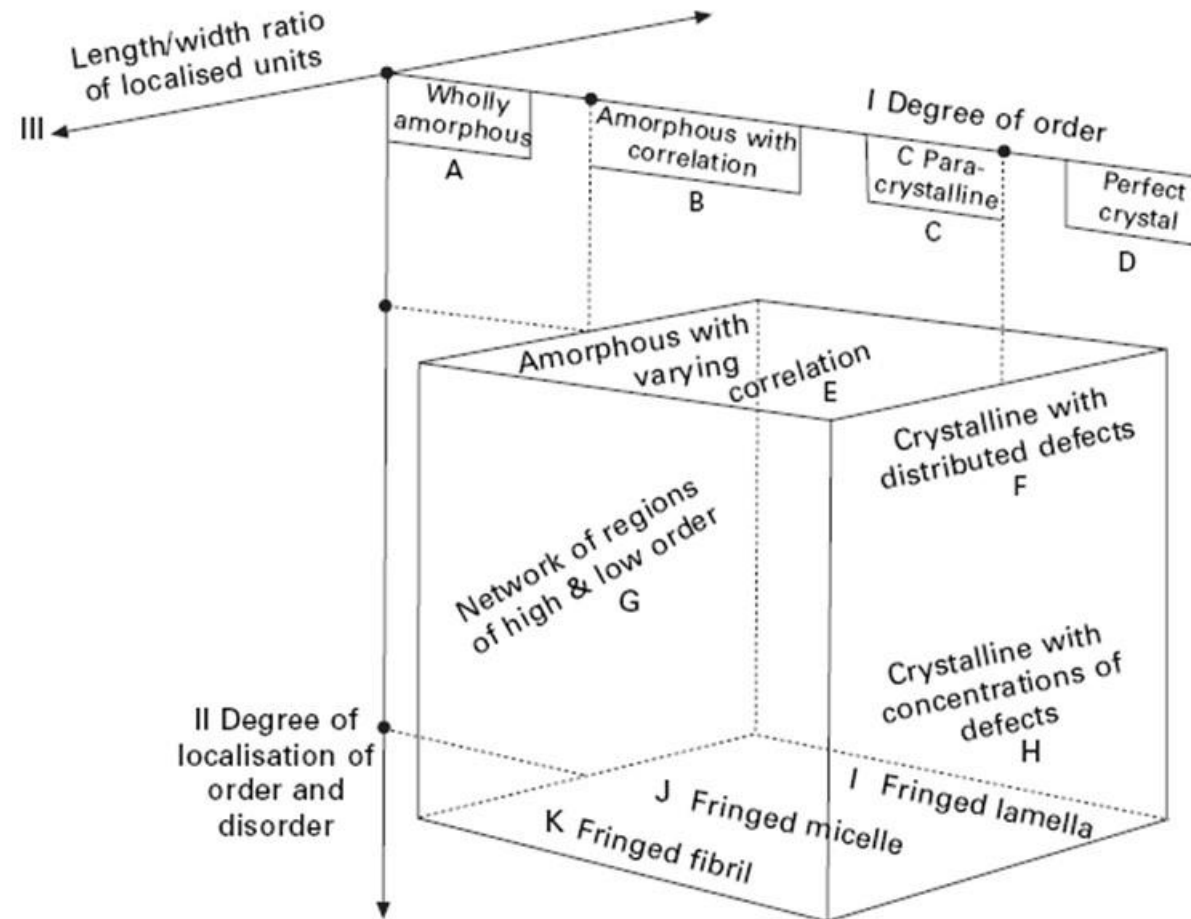 Length/width ratio
of localised units
III
I Degree of order
Wholly
amorphous
A
Amorphous with
correlation
B
C Para-
crystalline
C
Perfect
crystal
D
Amorphous with
varying
correlation
E
Crystalline with
distributed defects
F
Network of regions
of high & low order
G
Crystalline with
concentrations of
defects
H
II Degree of
localisation of
order and
disorder
I Fringed lamella
J Fringed micelle
K Fringed fibril